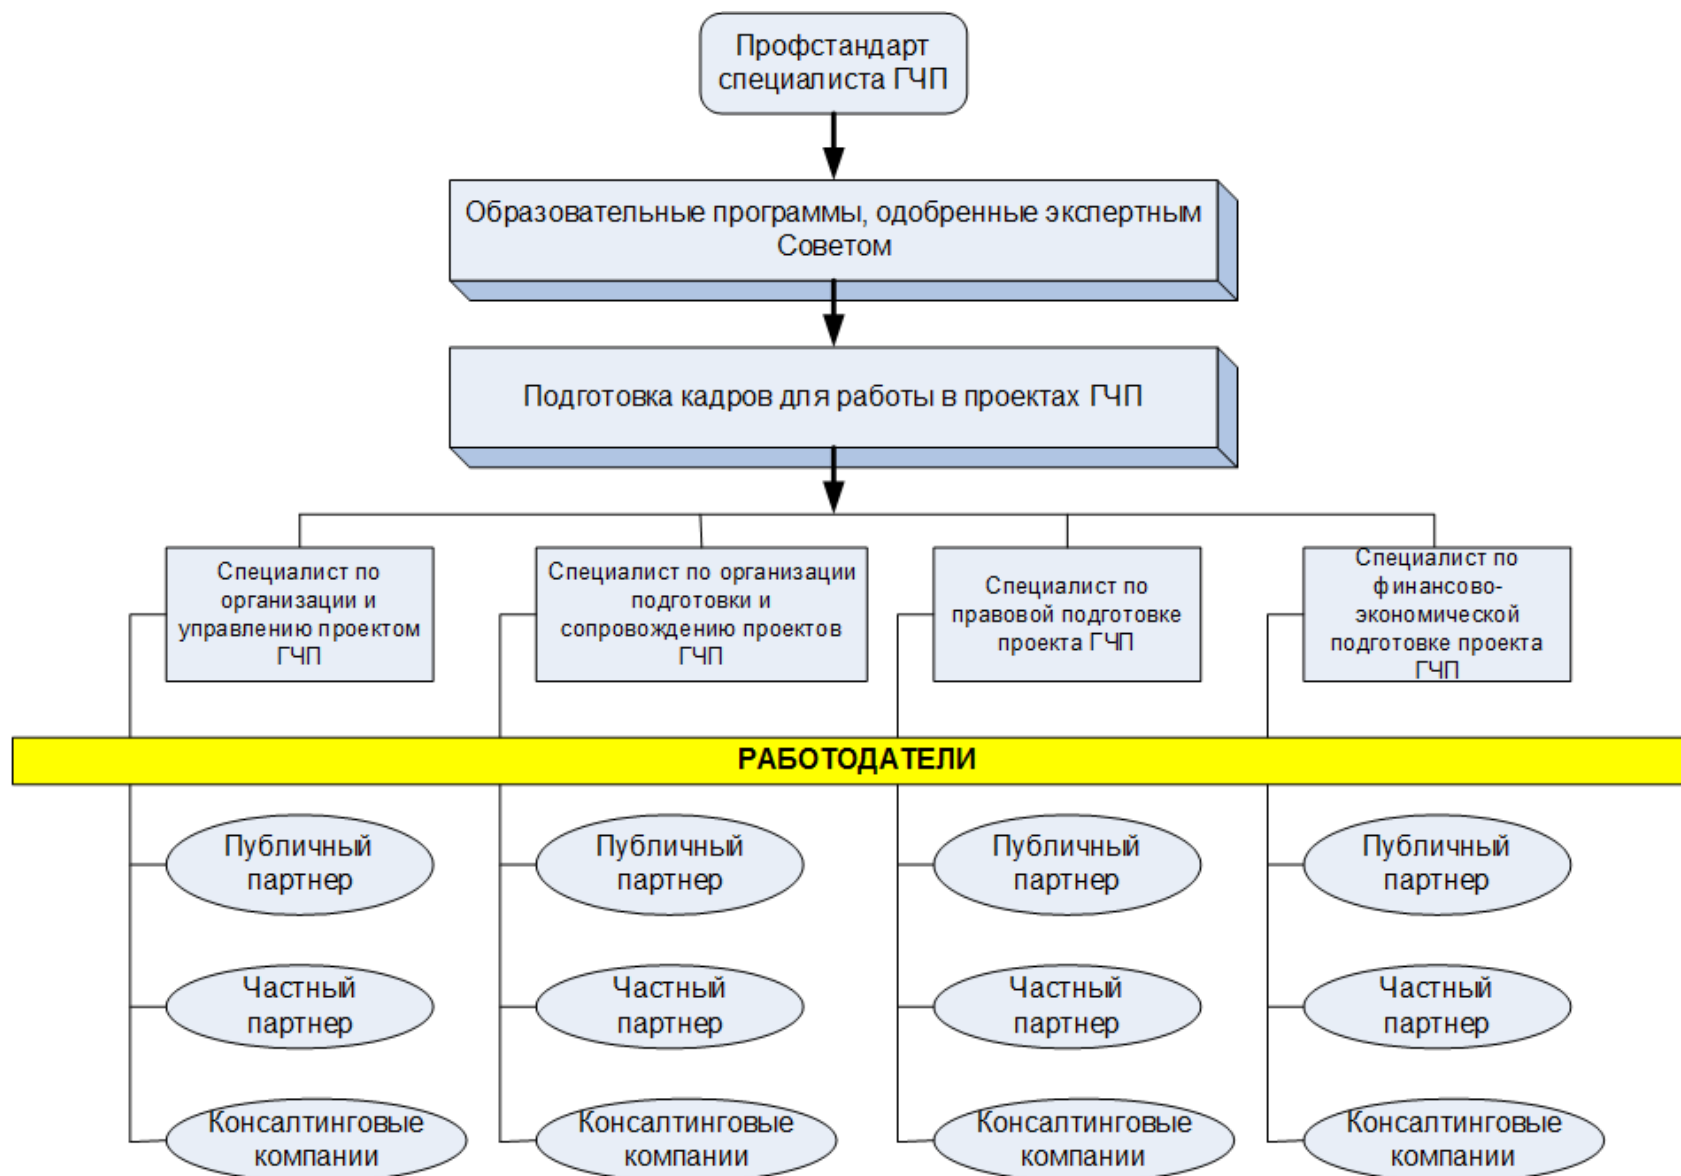 Профстандарт
специалиста ГЧП
Образовательные программы, одобренные экспертным
Советом
Подготовка кадров для работы в проектах ГЧП
Специалист по
организации и
управлению проектом
ГЧП
Специалист по организации
подготовки и
сопровождению проектов
ГЧП
Специалист по
правовой подготовке
проекта ГЧП
Специалист по
финансово-
экономической
подготовке проекта
ГЧП
РАБОТОДАТЕЛИ
Публичный
партнер
Публичный
партнер
Публичный
партнер
Публичный
партнер
Частный
партнер
Частный
партнер
Частный
партнер
Частный
партнер
Консалтинговые
компании
Консалтинговые
компании
Консалтинговые
компании
Консалтинговые
компании